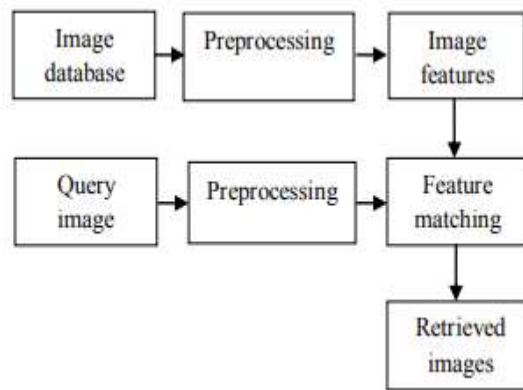 Image
database
Preprocessing
Image
features
Query
image
Preprocessing
Feature
matching
Retrieved
images